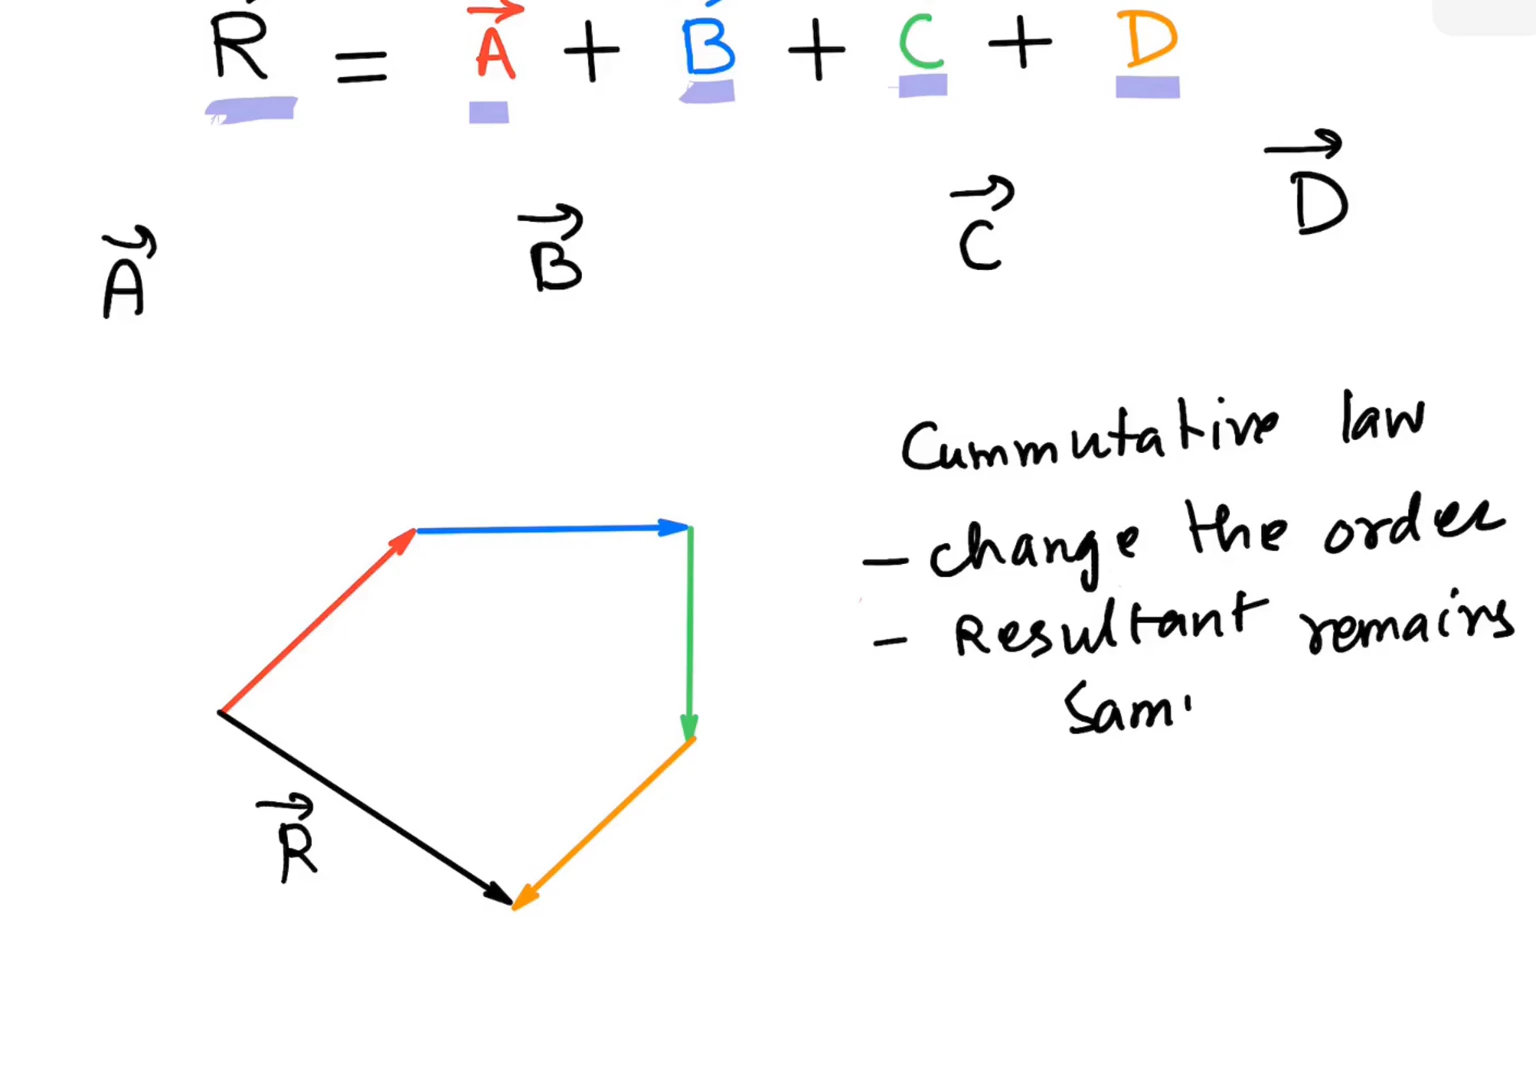 R⃗ = A⃗ + B⃗ + C + D
A⃗ B⃗ C⃗ D⃗
Cummutative law
- change the order
- Resultant remains
Sam
R⃗